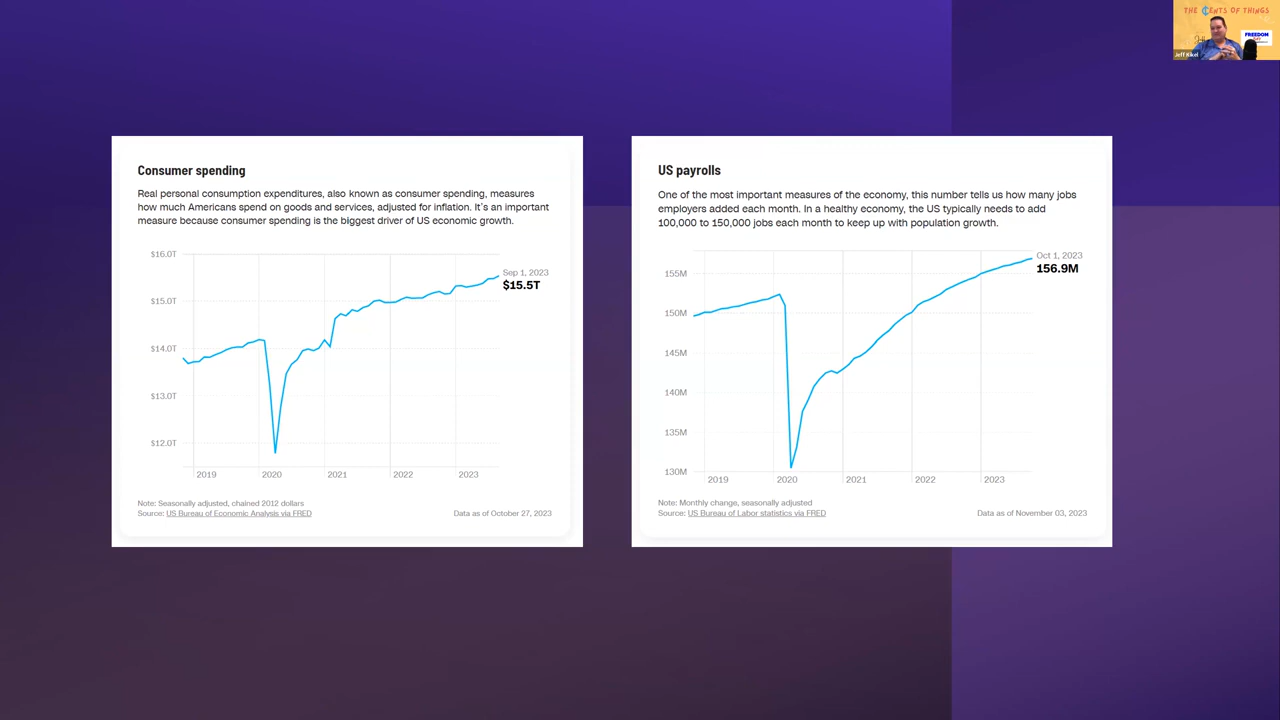 THE CENTS OF THINGS
FREEDOM
Jeff Kikel
Consumer spending
Real personal consumption expenditures, also known as consumer spending, measures
how much Americans spend on goods and services, adjusted for inflation. It's an important
measure because consumer spending is the biggest driver of US economic growth.
$16.0T
$15.0T
$14.0T
$13.0T
$12.0T
Sep 1, 2023
$15.5T
2019 2020 2021 2022 2023
Note: Seasonally adjusted, chained 2012 dollars
Source: US Bureau of Economic Analysis via FRED Data as of October 27, 2023
US payrolls
One of the most important measures of the economy, this number tells us how many jobs
employers added each month. In a healthy economy, the US typically needs to add
100,000 to 150,000 jobs each month to keep up with population growth.
155M
150M
145M
140M
135M
130M
Oct 1, 2023
156.9M
2019 2020 2021 2022 2023
Note: Monthly change, seasonally adjusted
Source: US Bureau of Labor statistics via FRED Data as of November 03, 2023